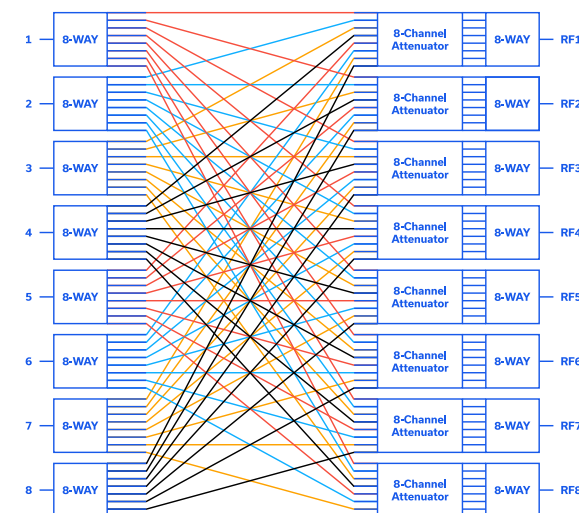 1 8-WAY 8-Channel Attenuator 8-WAY RF1
2 8-WAY 8-Channel Attenuator 8-WAY RF2
3 8-WAY 8-Channel Attenuator 8-WAY RF3
4 8-WAY 8-Channel Attenuator 8-WAY RF4
5 8-WAY 8-Channel Attenuator 8-WAY RF5
6 8-WAY 8-Channel Attenuator 8-WAY RF6
7 8-WAY 8-Channel Attenuator 8-WAY RF7
8 8-WAY 8-Channel Attenuator 8-WAY RF8